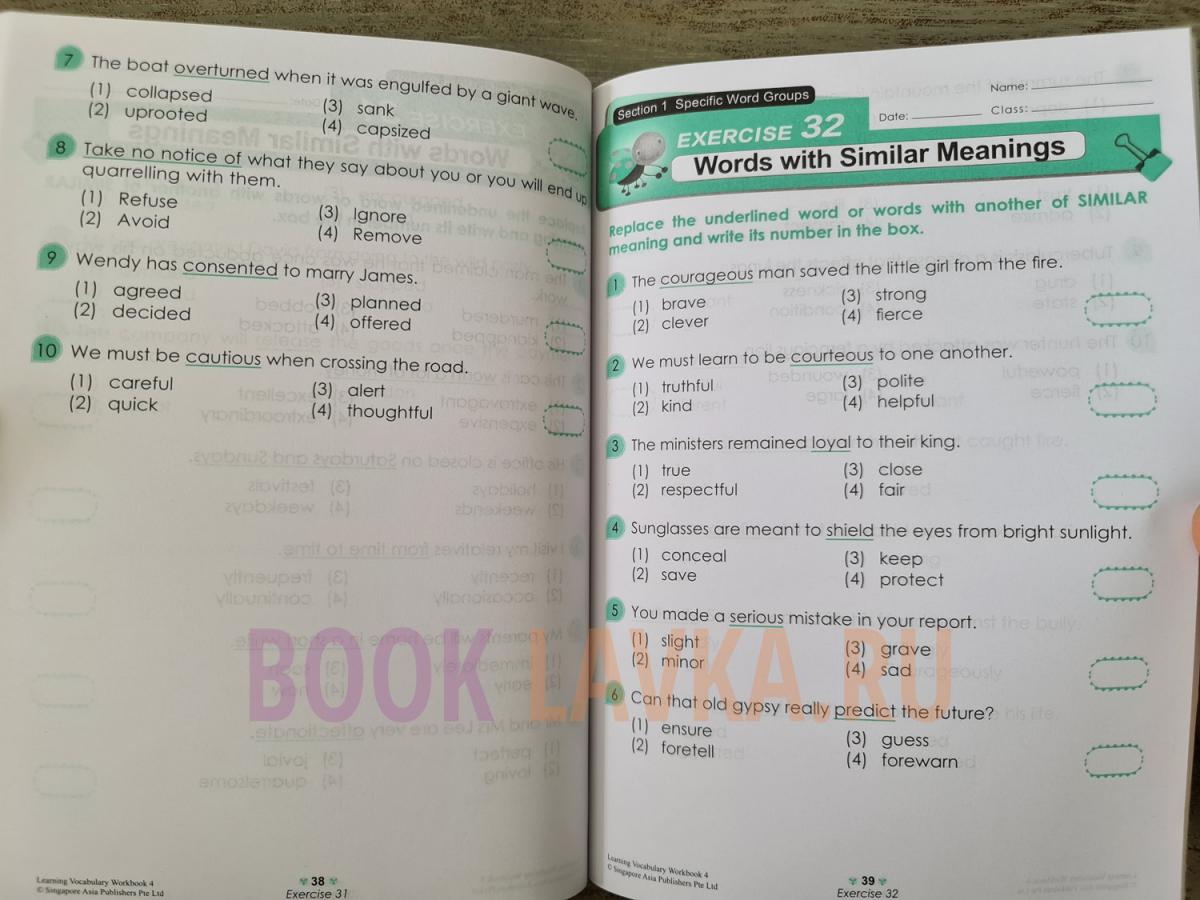 7 The boat overturned when it was engulfed by a giant wave.
(1) collapsed
(2) uprooted
(3) sank
(4) capsized
8 Take no notice of what they say about you or you will end up
quarrelling with them.
(1) Refuse
(2) Avoid
(3) Ignore
(4) Remove
9 Wendy has consented to marry James.
(1) agreed
(2) decided
(3) planned
(4) offered
10 We must be cautious when crossing the road.
(1) careful
(2) quick
(3) alert
(4) thoughtful
Learning Vocabulary Workbook 4
© Singapore Asia Publishers Pte Ltd
38
Exercise 31
Section 1 Specific Word Groups
Name:
Date:
Class:
EXERCISE 32
Words with Similar Meanings
Replace the underlined word or words with another of SIMILAR
meaning and write its number in the box.
1 The courageous man saved the little girl from the fire.
(1) brave
(2) clever
(3) strong
(4) fierce
2 We must learn to be courteous to one another.
(1) truthful
(2) kind
(3) polite
(4) helpful
3 The ministers remained loyal to their king.
(1) true
(2) respectful
(3) close
(4) fair
4 Sunglasses are meant to shield the eyes from bright sunlight.
(1) conceal
(2) save
(3) keep
(4) protect
5 You made a serious mistake in your report.
(1) slight
(2) minor
(3) grave
(4) sad
6 Can that old gypsy really predict the future?
(1) ensure
(2) foretell
(3) guess
(4) forewarn
Learning Vocabulary Workbook 4
© Singapore Asia Publishers Pte Ltd
39
Exercise 32
BOOK LAVKA.RU